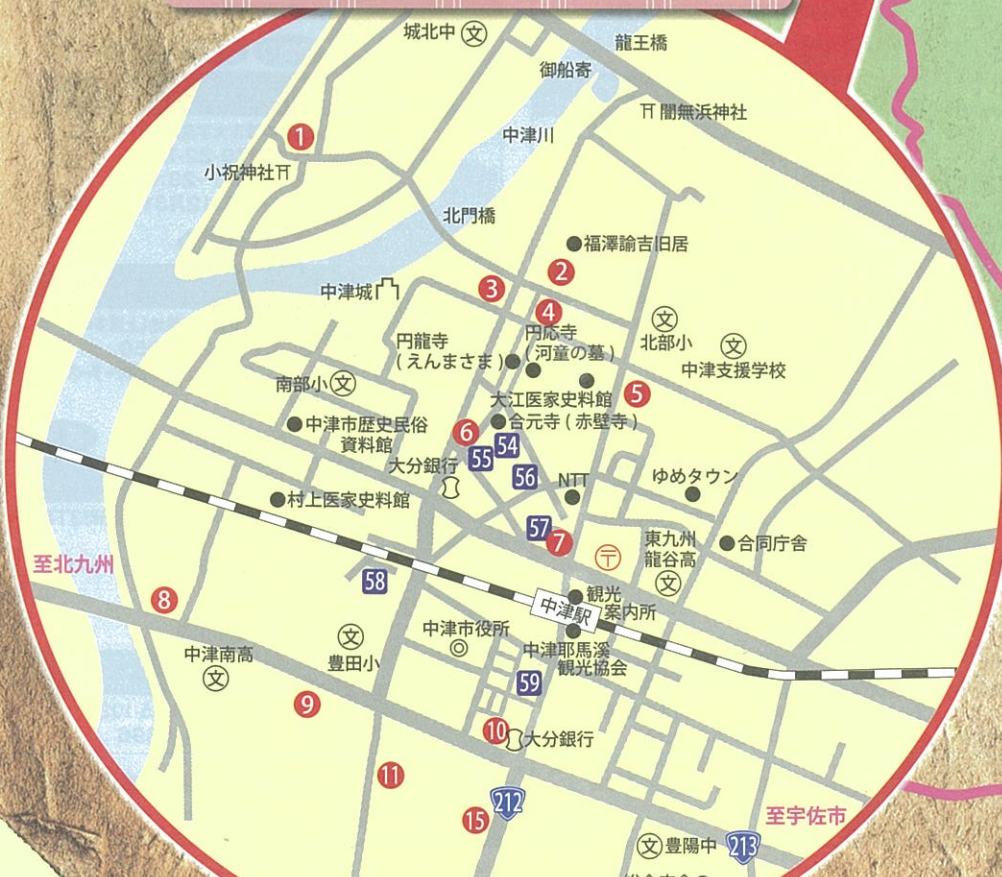 城北中 文
龍王橋
御船寄
闇無浜神社
中津川
1
小祝神社
北門橋
福澤諭吉旧居
2
中津城
3
4
円応寺
(河童の墓)
円龍寺
(えんまさま)
文
北部小
文
中津支援学校
南部小 文
大江医家史料館
5
中津市歴史民俗
資料館
合元寺(赤壁寺)
6
54
55
大分銀行
56
NTT
ゆめタウン
村上医家史料館
57
7
〒
東九州
龍谷高
文
合同庁舎
至北九州
58
8
観光
案内所
中津駅
中津市役所
文
豊田小
中津耶馬溪
観光協会
中津南高
文
59
9
10
大分銀行
11
212
15
至宇佐市
文 豊陽中
213